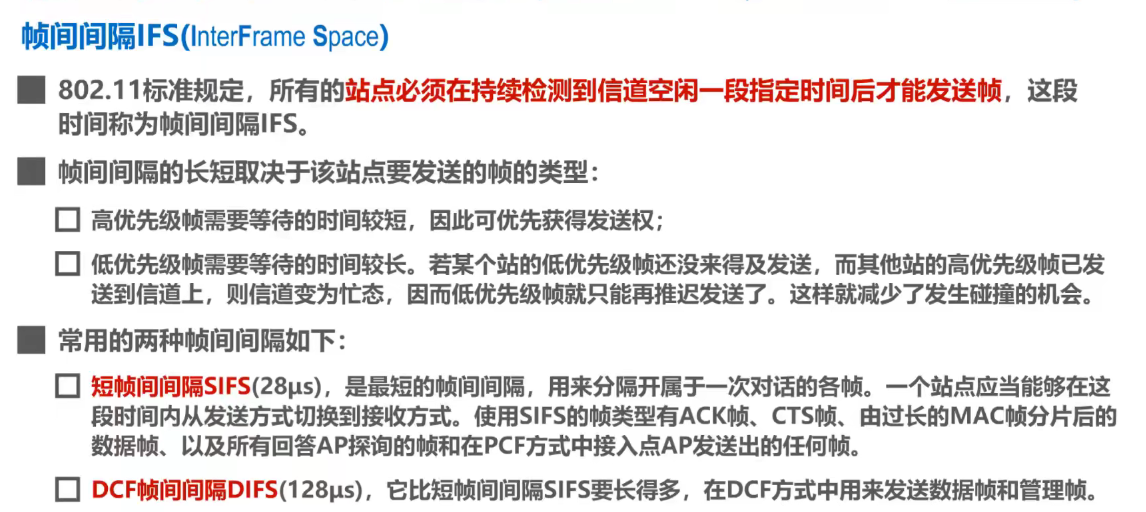 帧间间隔IFS(InterFrame Space)
802.11标准规定，所有的站点必须在持续检测到信道空闲一段指定时间后才能发送帧，这段
时间称为帧间间隔IFS。
帧间间隔的长短取决于该站点要发送的帧的类型：
高优先级帧需要等待的时间较短，因此可优先获得发送权；
低优先级帧需要等待的时间较长。若某个站的低优先级帧还没来得及发送，而其他站的高优先级帧已发
送到信道上，则信道变为忙态，因而低优先级帧就只能再推迟发送了。这样就减少了发生碰撞的机会。
常用的两种帧间间隔如下：
短帧间间隔SIFS(28μs)，是最短的帧间间隔，用来分隔开属于一次对话的各帧。一个站点应当能够在这
段时间内从发送方式切换到接收方式。使用SIFS的帧类型有ACK帧、CTS帧、由过长的MAC帧分片后的
数据帧、以及所有回答AP探询的帧和在PCF方式中接入点AP发送出的任何帧。
DCF帧间间隔DIFS(128μs)，它比短帧间间隔SIFS要长得多，在DCF方式中用来发送数据帧和管理帧。